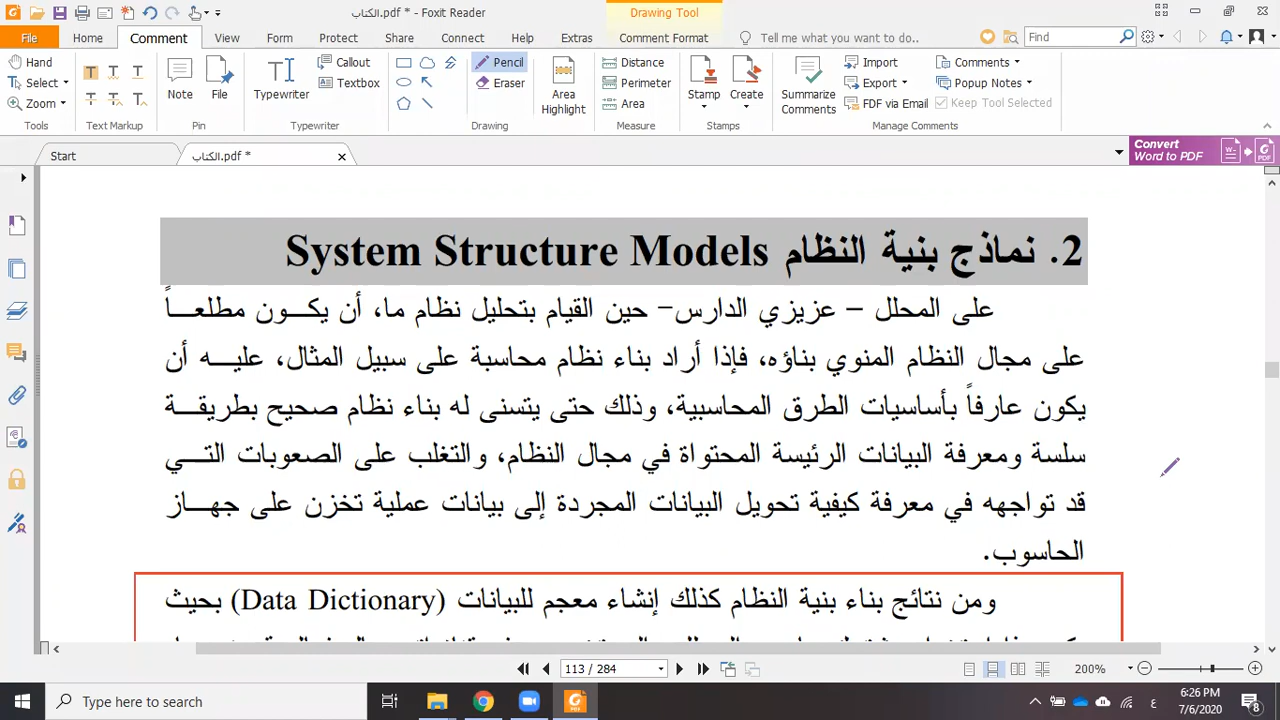 الكتاب.pdf * - Foxit Reader
Drawing Tool
File Home Comment View Form Protect Share Connect Help Extras Comment Format Tell me what you want to do.. Find
Hand
Select
Zoom
Tools
Text Markup
Note
File
Pin
Typewriter
Callout
Textbox
Typewriter
Pencil
Eraser
Drawing
Area Highlight
Distance
Perimeter
Area
Measure
Stamp
Create
Stamps
Summarize Comments
Import
Export
FDF via Email
Comments
Popup Notes
Keep Tool Selected
Manage Comments
Start
الكتاب.pdf *
Convert
Word to PDF
2. نماذج بنية النظام System Structure Models
على المحلل – عزيزي الدارس– حين القيام بتحليل نظام ما، أن يكـــون مطلعـــاً
على مجال النظام المنوي بناؤه، فإذا أراد بناء نظام محاسبة على سبيل المثال، عليـــه أن
يكون عارفاً بأساسيات الطرق المحاسبية، وذلك حتى يتسنى له بناء نظام صحيح بطريقـــة
سلسة ومعرفة البيانات الرئيسة المحتواة في مجال النظام، والتغلب على الصعوبات التـــي
قد تواجهه في معرفة كيفية تحويل البيانات المجردة إلى بيانات عملية تخزن على جهـــاز
الحاسوب.
ومن نتائج بناء بنية النظام كذلك إنشاء معجم للبيانات (Data Dictionary) بحيث
113 / 284
200%
Type here to search
ع
6:26 PM
7/6/2020
8